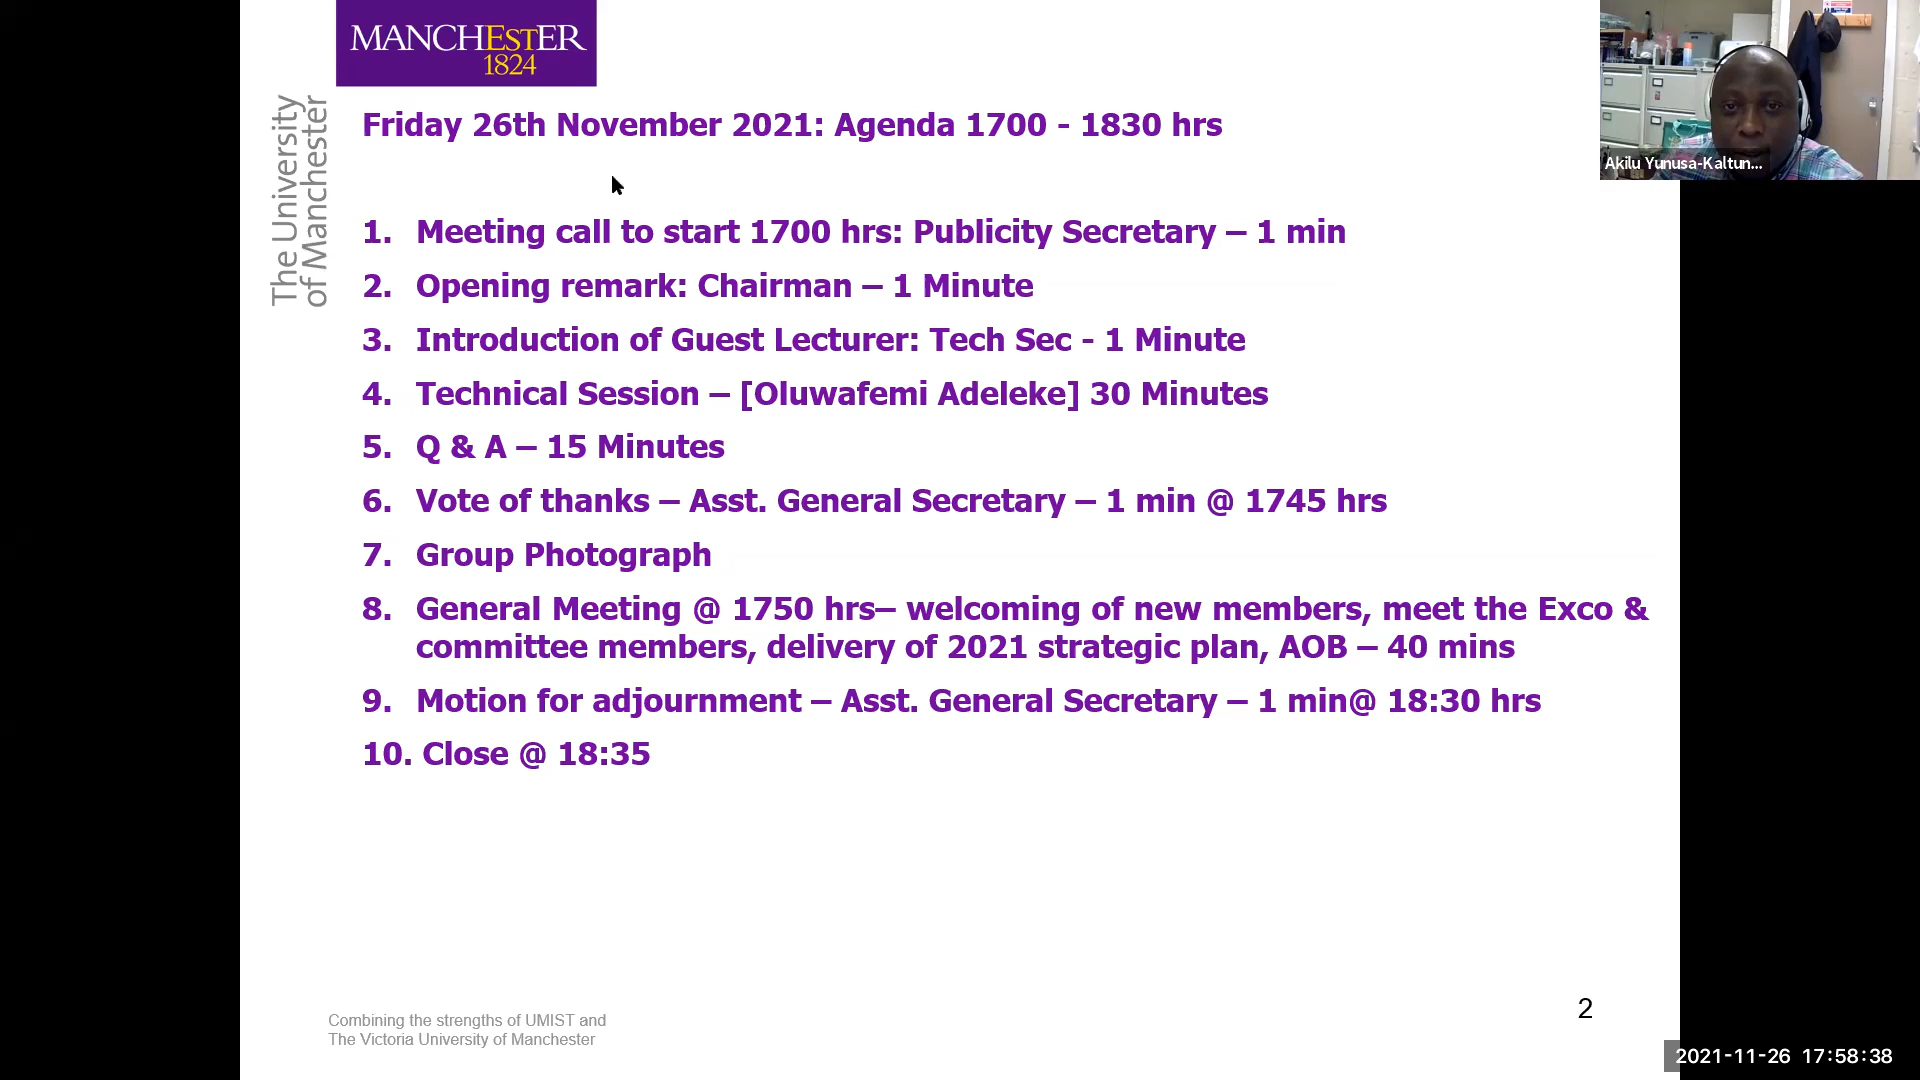 MANCHESTER
1824
The University
of Manchester
Friday 26th November 2021: Agenda 1700 - 1830 hrs
1. Meeting call to start 1700 hrs: Publicity Secretary – 1 min
2. Opening remark: Chairman – 1 Minute
3. Introduction of Guest Lecturer: Tech Sec - 1 Minute
4. Technical Session – [Oluwafemi Adeleke] 30 Minutes
5. Q & A – 15 Minutes
6. Vote of thanks – Asst. General Secretary – 1 min @ 1745 hrs
7. Group Photograph
8. General Meeting @ 1750 hrs– welcoming of new members, meet the Exco &
committee members, delivery of 2021 strategic plan, AOB – 40 mins
9. Motion for adjournment – Asst. General Secretary – 1 min@ 18:30 hrs
10. Close @ 18:35
Combining the strengths of UMIST and
The Victoria University of Manchester
2
Akilu Yunusa-Kaltun...
2021-11-26 17:58:38